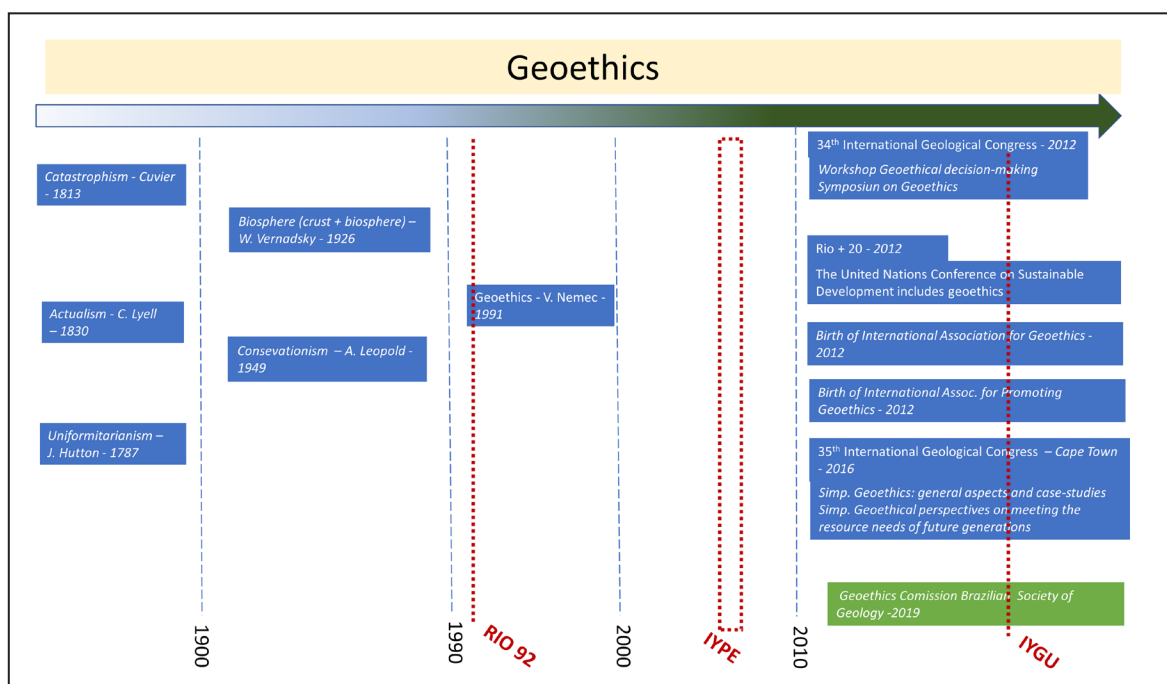 Geoethics
Catastrophism - Cuvier
- 1813
Actualism - C. Lyell
– 1830
Uniformitarianism –
J. Hutton - 1787
Biosphere (crust + biosphere) –
W. Vernadsky - 1926
Consevationism – A. Leopold -
1949
Geoethics - V. Nemec -
1991
34th International Geological Congress - 2012
Workshop Geoethical decision-making
Symposiun on Geoethics
Rio + 20 - 2012
The United Nations Conference on Sustainable
Development includes geoethics
Birth of International Association for Geoethics -
2012
Birth of International Assoc. for Promoting
Geoethics - 2012
35th International Geological Congress – Cape Town
- 2016
Simp. Geoethics: general aspects and case-studies
Simp. Geoethical perspectives on meeting the
resource needs of future generations
Geoethics Comission Brazilian Society of
Geology -2019
1900
1990
RIO 92
2000
IYPE
2010
IYGU